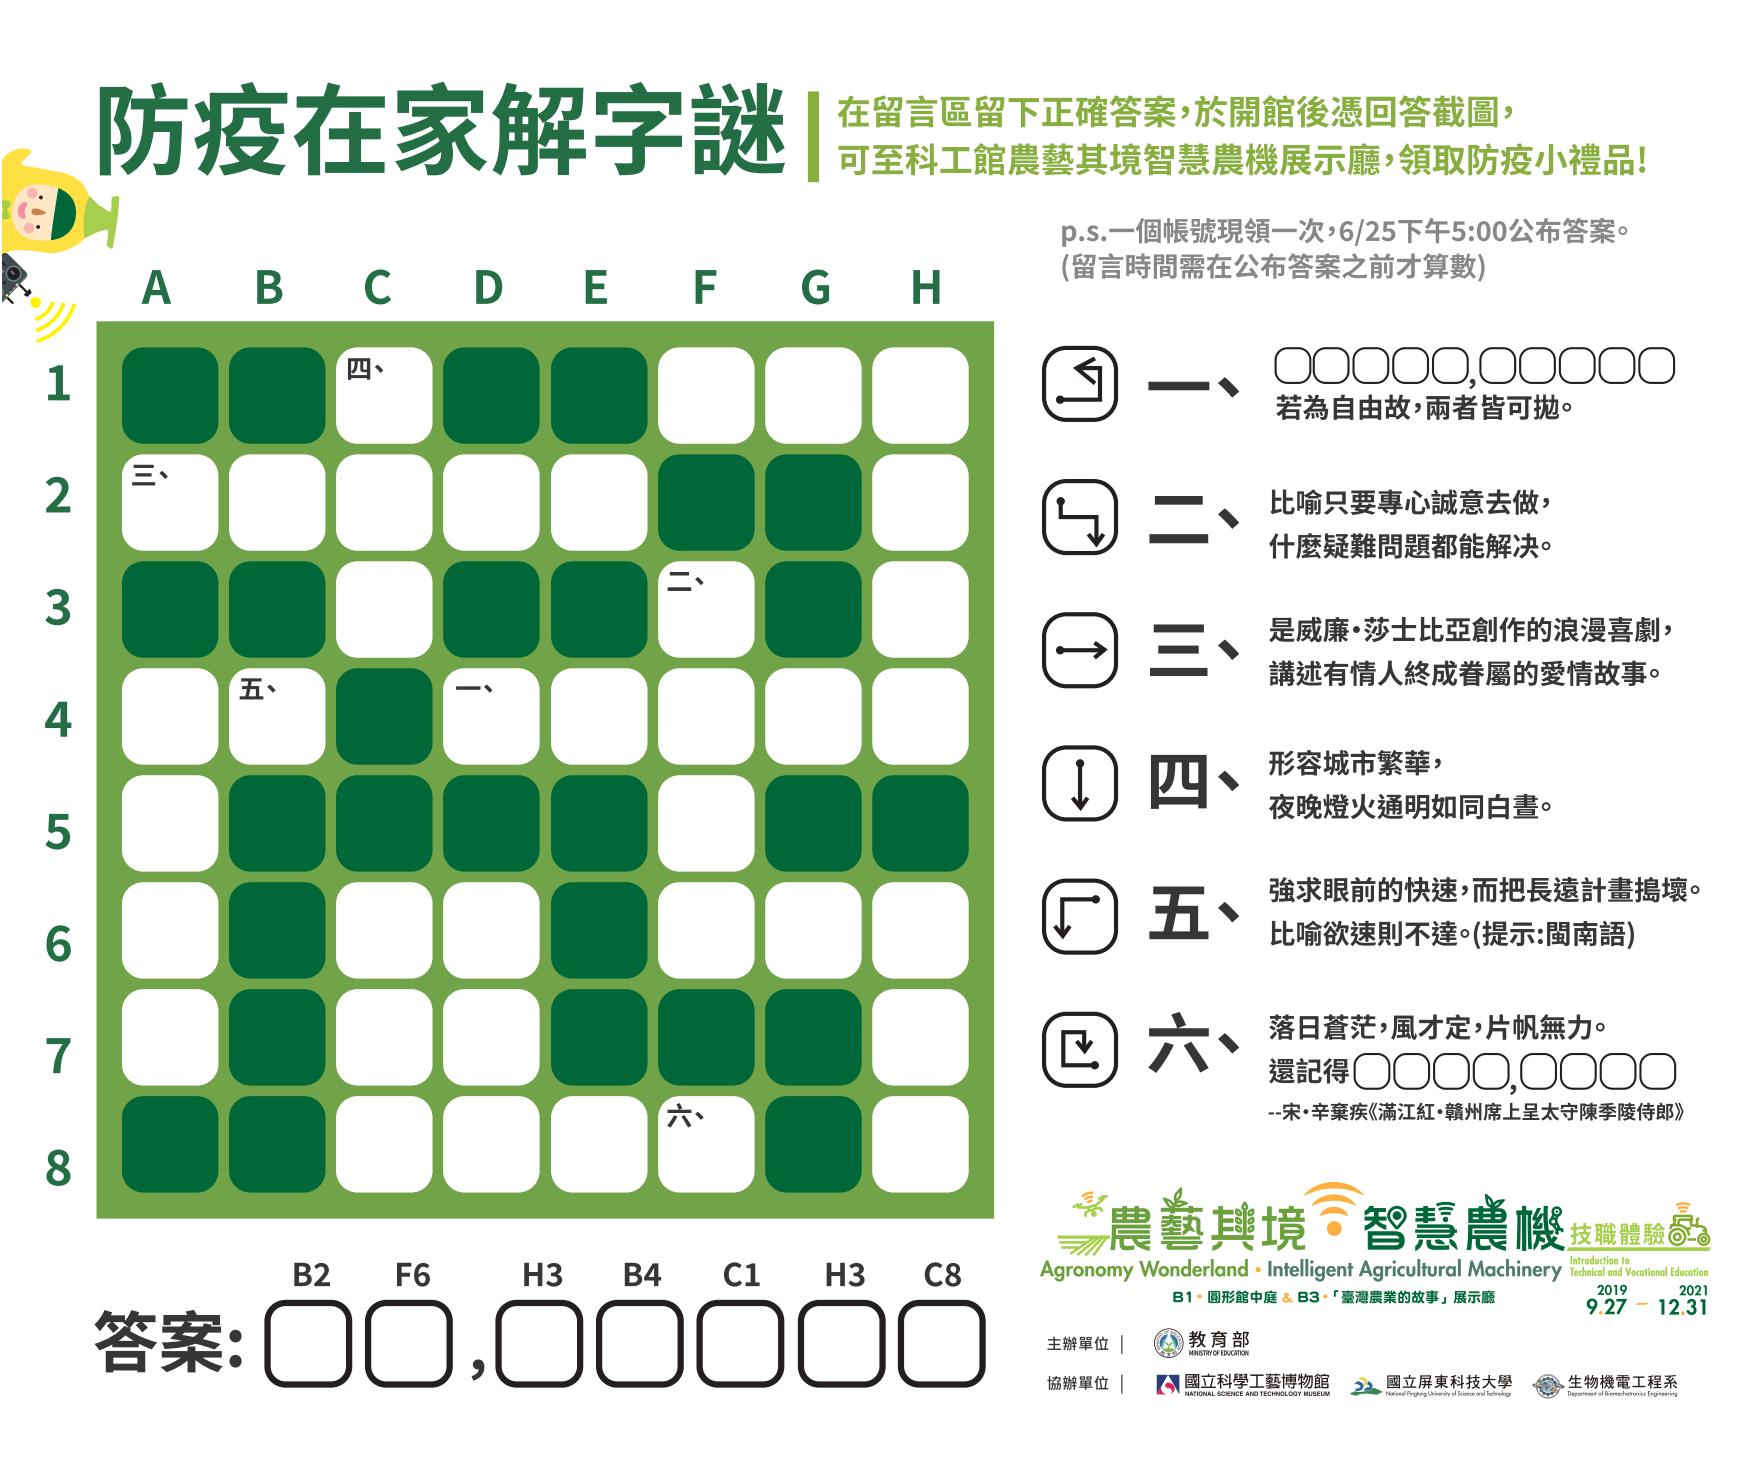 防疫在家解字謎
在留言區留下正確答案,於開館後憑回答截圖,
可至科工館農藝其境智慧農機展示廳,領取防疫小禮品!
p.s.一個帳號現領一次,6/25下午5:00公布答案。
(留言時間需在公布答案之前才算數)
A B C D E F G H
1 四、
2 三、
3 二、
4 五、 一、
5
6
7
8 六、
一、
若為自由故,兩者皆可拋。
二、 比喻只要專心誠意去做,
什麼疑難問題都能解決。
三、 是威廉•莎士比亞創作的浪漫喜劇,
講述有情人終成眷屬的愛情故事。
四、 形容城市繁華,
夜晚燈火通明如同白晝。
五、 強求眼前的快速,而把長遠計畫搗壞。
比喻欲速則不達。(提示:閩南語)
六、 落日蒼茫,風才定,片帆無力。
還記得 ,
--宋•辛棄疾《滿江紅•贛州席上呈太守陳季陵侍郎》
B2 F6 H3 B4 C1 H3 C8
答案: ,
農藝其境 智慧農機 技職體驗
Agronomy Wonderland • Intelligent Agricultural Machinery
Introduction to
Technical and Vocational Education
B1•圓形館中庭 & B3•「臺灣農業的故事」展示廳
2019 2021
9.27 – 12.31
主辦單位 | 教育部
MINISTRY OF EDUCATION
協辦單位 | 國立科學工藝博物館 國立屏東科技大學 生物機電工程系
NATIONAL SCIENCE AND TECHNOLOGY MUSEUM National Pingtung University of Science and Technology Department of Biomechatronics Engineering